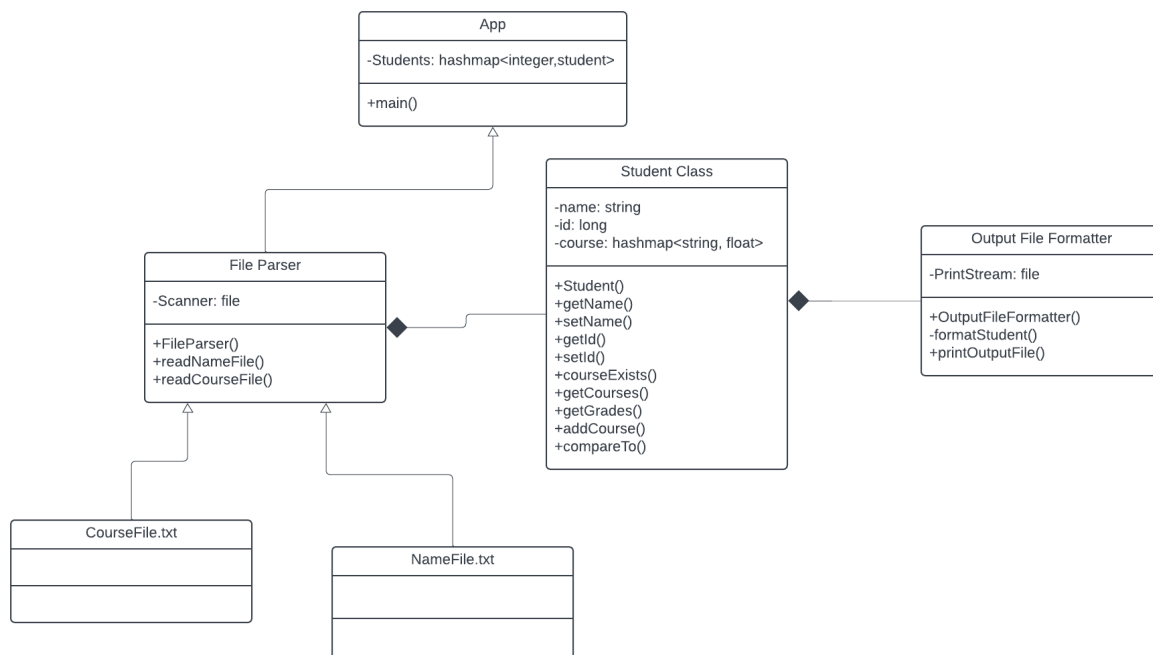 App
-Students: hashmap<integer,student>
+main()
Student Class
-name: string
-id: long
-course: hashmap<string, float>
+Student()
+getName()
+setName()
+getId()
+setId()
+courseExists()
+getCourses()
+getGrades()
+addCourse()
+compareTo()
Output File Formatter
-PrintStream: file
+OutputFileFormatter()
-formatStudent()
+printOutputFile()
File Parser
-Scanner: file
+FileParser()
+readNameFile()
+readCourseFile()
CourseFile.txt
NameFile.txt